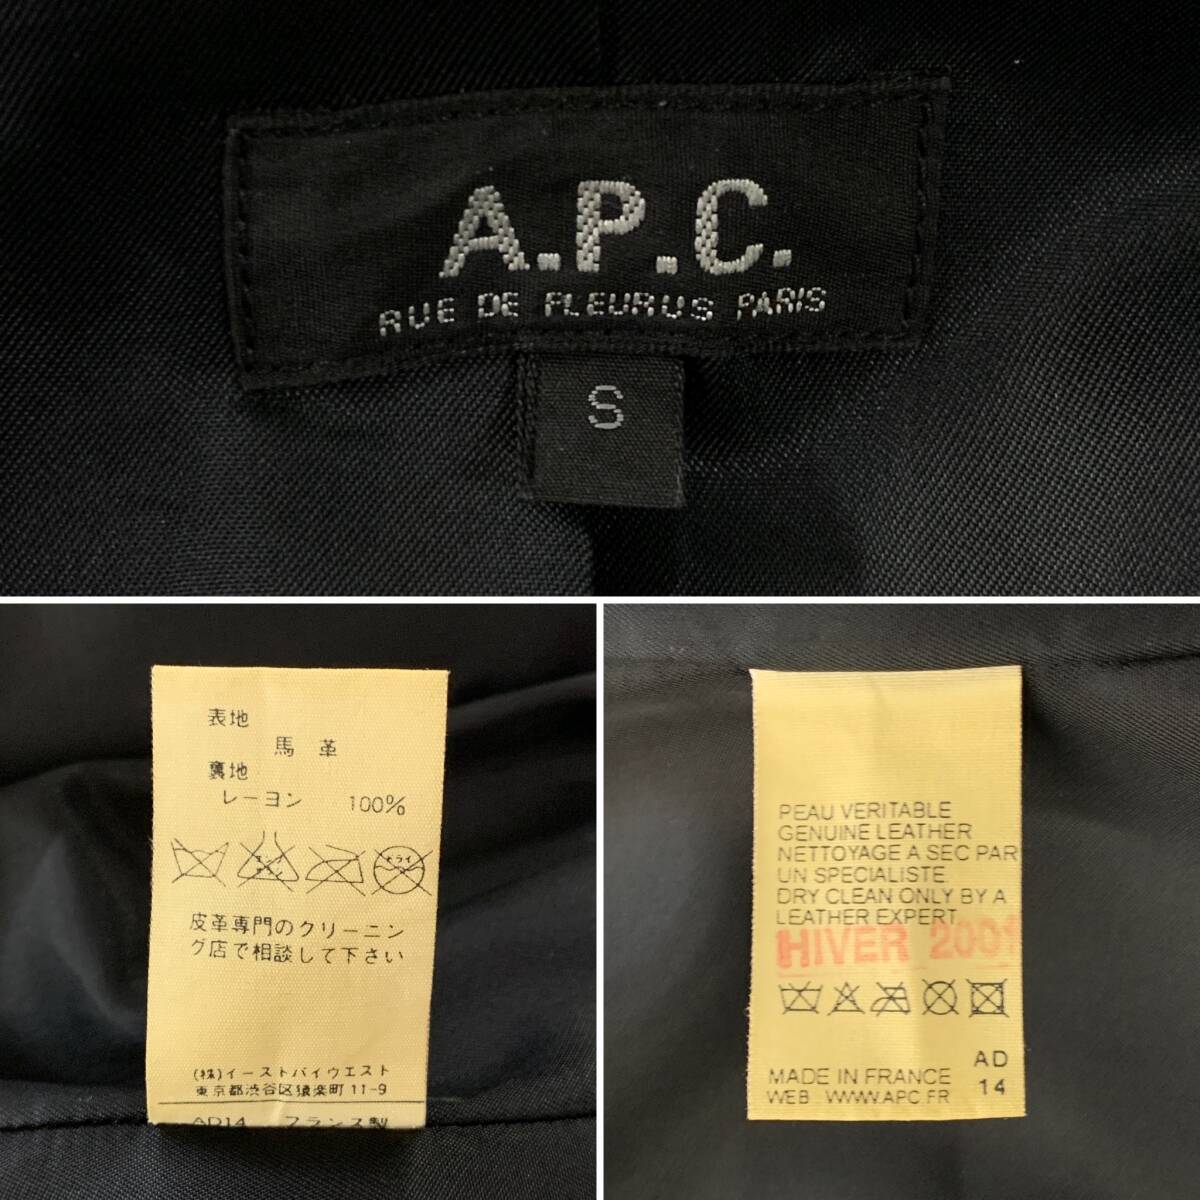 A.P.C.
RUE DE FLEURUS PARIS
S
表地
馬 革
裏地
レーヨン 100%
ドライ
皮革専門のクリーニン
グ店で相談して下さい
(株)イーストバイウエスト
東京都渋谷区猿楽町11-9
AD14 フランス製
PEAU VERITABLE
GENUINE LEATHER
NETTOYAGE A SEC PAR
UN SPECIALISTE
DRY CLEAN ONLY BY A
LEATHER EXPERT
HIVER 2001
AD
MADE IN FRANCE 14
WEB WWW.APC.FR